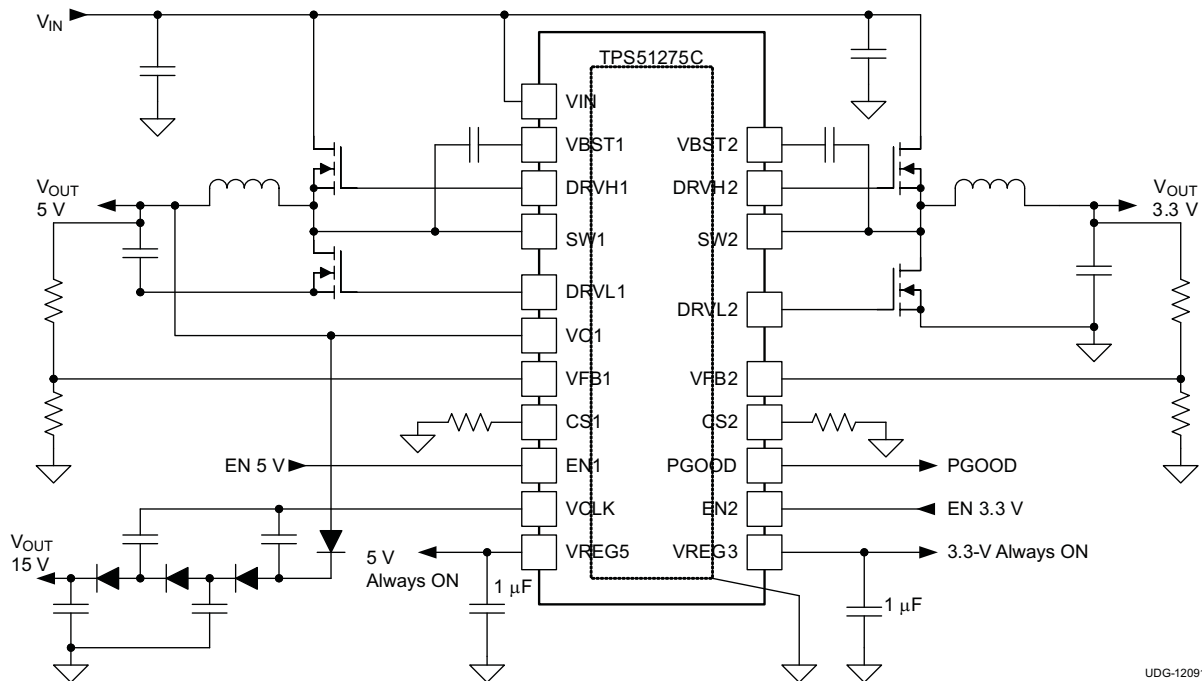 VIN
TPS51275C
VIN
VBST1
VBST2
DRVH1
DRVH2
VOUT
5 V
VOUT
3.3 V
SW1
SW2
DRVL1
DRVL2
VO1
VFB1
VFB2
CS1
CS2
EN 5 V
EN1
PGOOD
PGOOD
VCLK
EN2
EN 3.3 V
VOUT
15 V
5 V
Always ON
VREG5
VREG3
3.3-V Always ON
1 μF
1 μF
UDG-12091